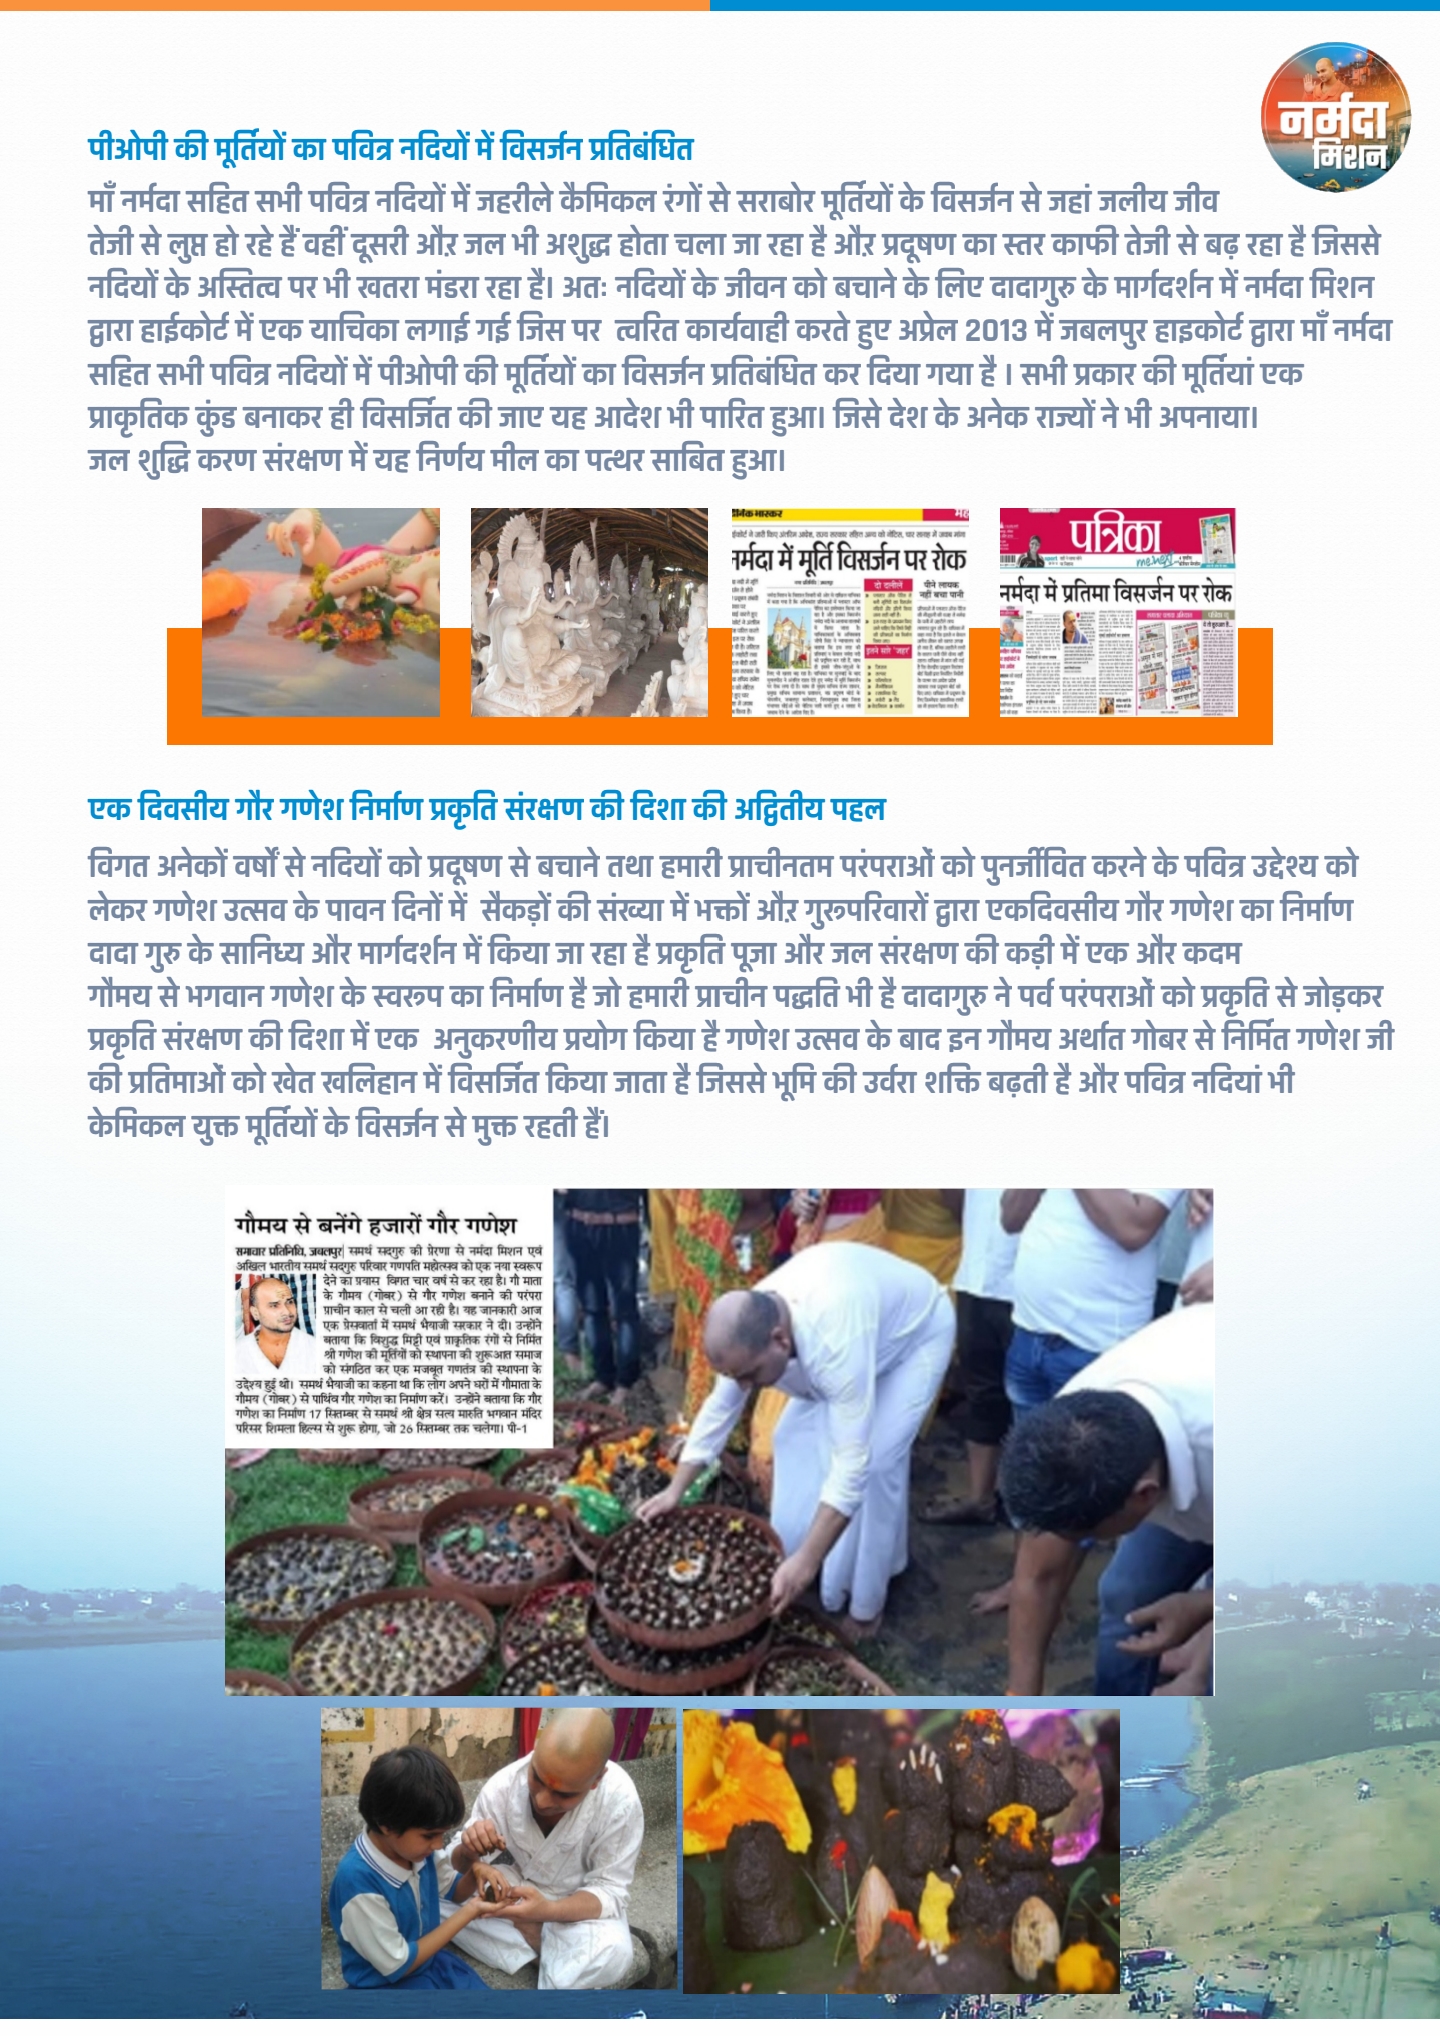 नर्मदा
मिशन
पीओपी की मूर्तियों का पवित्र नदियों में विसर्जन प्रतिबंधित
माँ नर्मदा सहित सभी पवित्र नदियों में जहरीले कैमिकल रंगों से सराबोर मूर्तियों के विसर्जन से जहां जलीय जीव
तेजी से लुप्त हो रहे हैं वहीं दूसरी और जल भी अशुद्ध होता चला जा रहा है और प्रदूषण का स्तर काफी तेजी से बढ़ रहा है जिससे
नदियों के अस्तित्व पर भी खतरा मंडरा रहा है। अतः नदियों के जीवन को बचाने के लिए दादागुरु के मार्गदर्शन में नर्मदा मिशन
द्वारा हाईकोर्ट में एक याचिका लगाई गई जिस पर त्वरित कार्यवाही करते हुए अप्रेल 2013 में जबलपुर हाइकोर्ट द्वारा माँ नर्मदा
सहित सभी पवित्र नदियों में पीओपी की मूर्तियों का विसर्जन प्रतिबंधित कर दिया गया है । सभी प्रकार की मूर्तियां एक
प्राकृतिक कुंड बनाकर ही विसर्जित की जाए यह आदेश भी पारित हुआ। जिसे देश के अनेक राज्यों ने भी अपनाया।
जल शुद्धि करण संरक्षण में यह निर्णय मील का पत्थर साबित हुआ।
दैनिक भास्कर
नर्मदा में मूर्ति विसर्जन पर रोक
दो दलीलें
पीने लायक
नहीं बचा पानी
इतने सारे 'जहर'
पत्रिका
नर्मदा में प्रतिमा विसर्जन पर रोक
एक दिवसीय गौर गणेश निर्माण प्रकृति संरक्षण की दिशा की अद्वितीय पहल
विगत अनेकों वर्षों से नदियों को प्रदूषण से बचाने तथा हमारी प्राचीनतम परंपराओं को पुनर्जीवित करने के पवित्र उद्देश्य को
लेकर गणेश उत्सव के पावन दिनों में सैकड़ों की संख्या में भक्तों और गुरूपरिवारों द्वारा एकदिवसीय गौर गणेश का निर्माण
दादा गुरु के सानिध्य और मार्गदर्शन में किया जा रहा है प्रकृति पूजा और जल संरक्षण की कड़ी में एक और कदम
गौमय से भगवान गणेश के स्वरूप का निर्माण है जो हमारी प्राचीन पद्धति भी है दादागुरु ने पर्व परंपराओं को प्रकृति से जोड़कर
प्रकृति संरक्षण की दिशा में एक अनुकरणीय प्रयोग किया है गणेश उत्सव के बाद इन गौमय अर्थात गोबर से निर्मित गणेश जी
की प्रतिमाओं को खेत खलिहान में विसर्जित किया जाता है जिससे भूमि की उर्वरा शक्ति बढ़ती है और पवित्र नदियां भी
केमिकल युक्त मूर्तियों के विसर्जन से मुक्त रहती हैं।
गौमय से बनेंगे हजारों गौर गणेश
समाचार प्रतिनिधि, जबलपुर| समर्थ सदगुरु की प्रेरणा से नर्मदा मिशन एवं
अखिल भारतीय समर्थ सदगुरु परिवार गणपति महोत्सव को एक नया स्वरूप
देने का प्रयास विगत चार वर्ष से कर रहा है। गौ माता
के गौमय (गोबर) से गौर गणेश बनाने की परंपरा
प्राचीन काल से चली आ रही है। यह जानकारी आज
एक प्रेसवार्ता में समर्थ भैयाजी सरकार ने दी। उन्होंने
बताया कि विशुद्ध मिट्टी एवं प्राकृतिक रंगों से निर्मित
श्री गणेश की मूर्तियों को स्थापना की शुरूआत समाज
को संगठित कर एक मजबूत गणतंत्र की स्थापना के
उद्देश्य हुई थी। समर्थ भैयाजी का कहना था कि लोग अपने घरों में गौमाता के
गौमय (गोबर) से पार्थिव गौर गणेश का निर्माण करें। उन्होंने बताया कि गौर
गणेश का निर्माण 17 सितम्बर से समर्थ श्री क्षेत्र सत्य मारुति भगवान मंदिर
परिसर शिमला हिल्स से शुरू होगा, जो 26 सितम्बर तक चलेगा। पी-1